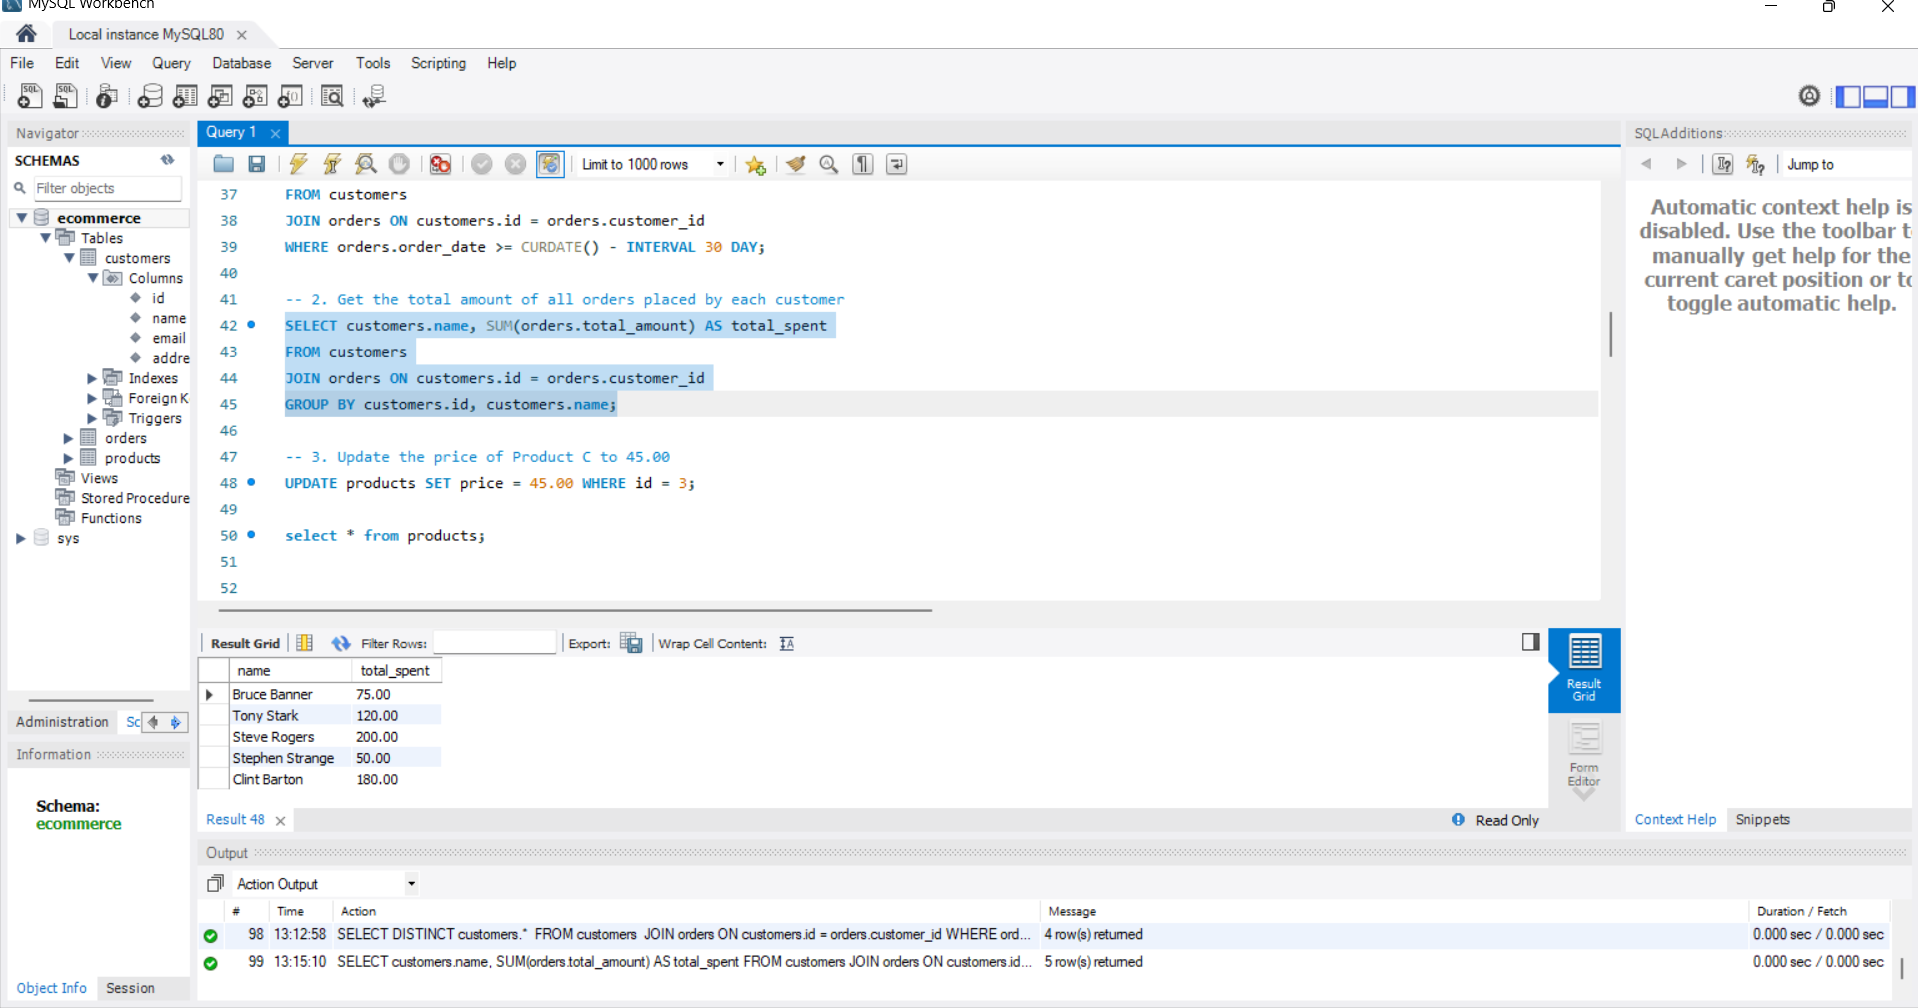 MySQL Workbench
Local instance MySQL80
File Edit View Query Database Server Tools Scripting Help
Navigator
SCHEMAS
Filter objects
ecommerce
Tables
customers
Columns
id
name
email
addre
Indexes
Foreign K
Triggers
orders
products
Views
Stored Procedure
Functions
sys
Administration Sc
Information
Schema:
ecommerce
Object Info Session
Query 1
Limit to 1000 rows
37 FROM customers
38 JOIN orders ON customers.id = orders.customer_id
39 WHERE orders.order_date >= CURDATE() - INTERVAL 30 DAY;
40
41 -- 2. Get the total amount of all orders placed by each customer
42 SELECT customers.name, SUM(orders.total_amount) AS total_spent
43 FROM customers
44 JOIN orders ON customers.id = orders.customer_id
45 GROUP BY customers.id, customers.name;
46
47 -- 3. Update the price of Product C to 45.00
48 UPDATE products SET price = 45.00 WHERE id = 3;
49
50 select * from products;
51
52
Result Grid Filter Rows: Export: Wrap Cell Content:
name total_spent
Bruce Banner 75.00
Tony Stark 120.00
Steve Rogers 200.00
Stephen Strange 50.00
Clint Barton 180.00
Result
Grid
Form
Editor
Result 48
Read Only
SQLAdditions
Jump to
Automatic context help is
disabled. Use the toolbar t
manually get help for the
current caret position or to
toggle automatic help.
Context Help Snippets
Output
Action Output
# Time Action Message Duration / Fetch
98 13:12:58 SELECT DISTINCT customers.* FROM customers JOIN orders ON customers.id = orders.customer_id WHERE ord... 4 row(s) returned 0.000 sec / 0.000 sec
99 13:15:10 SELECT customers.name, SUM(orders.total_amount) AS total_spent FROM customers JOIN orders ON customers.id... 5 row(s) returned 0.000 sec / 0.000 sec